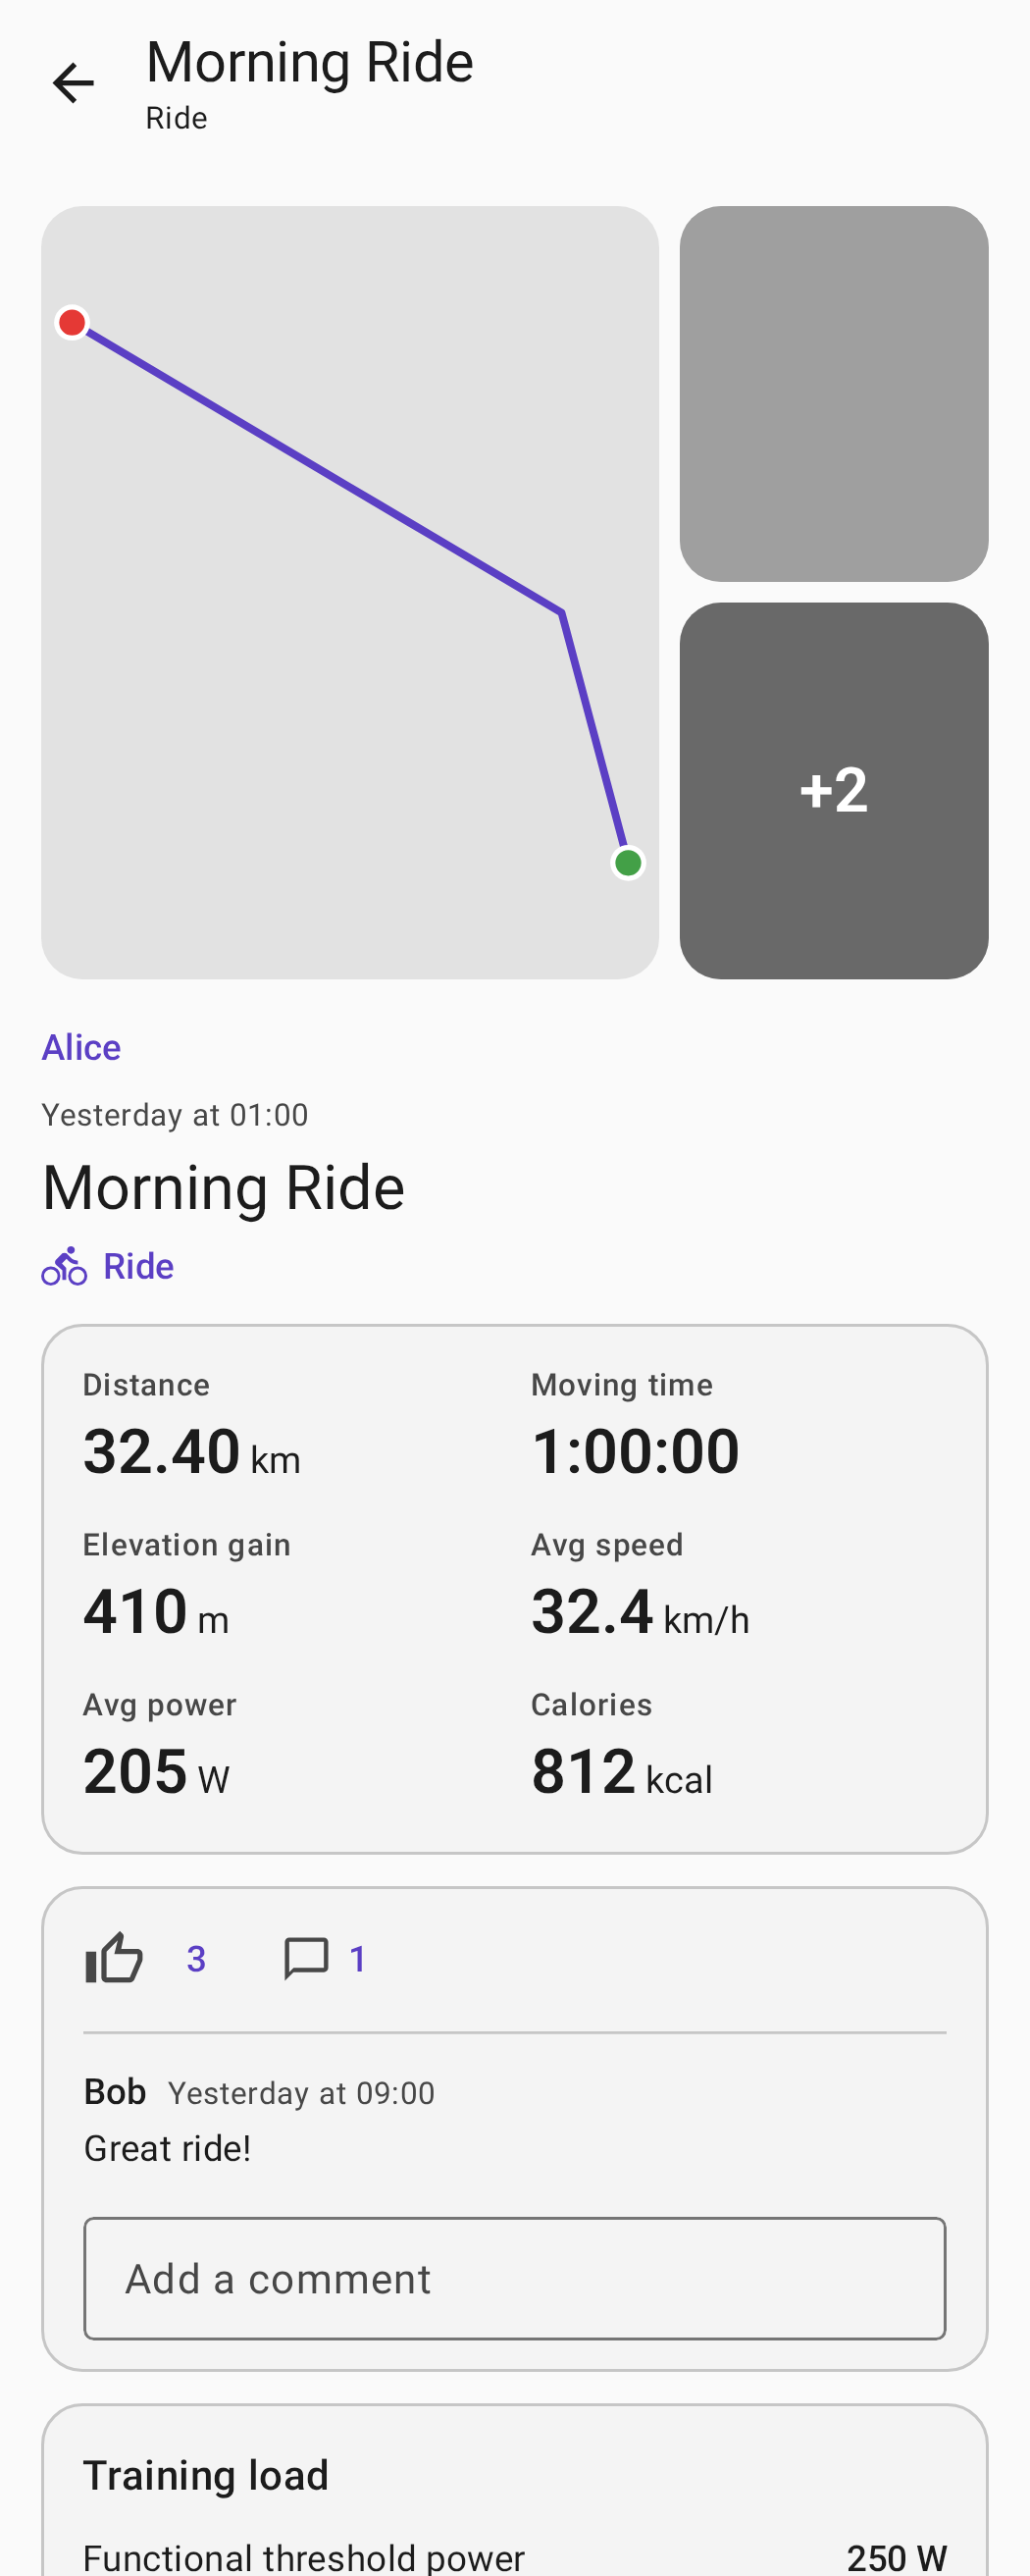 Morning Ride
Ride
+2
Alice
Yesterday at 01:00
Morning Ride
Ride
Distance
Moving time
32.40 km
1:00:00
Elevation gain
Avg speed
410 m
32.4 km/h
Avg power
Calories
205 W
812 kcal
3
1
Bob Yesterday at 09:00
Great ride!
Add a comment
Training load
Functional threshold power 250 W